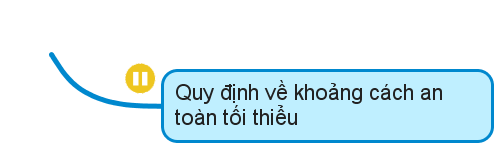 Quy định về khoảng cách an
toàn tối thiểu